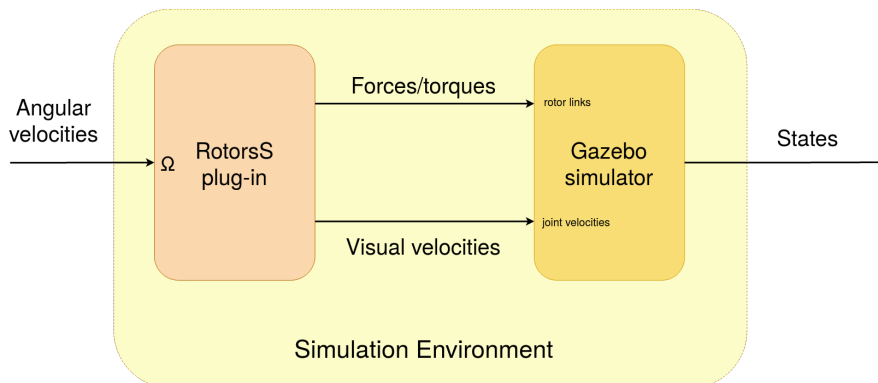 Angular
velocities
Ω
RotorsS
plug-in
Forces/torques
Visual velocities
rotor links
Gazebo
simulator
joint velocities
States
Simulation Environment